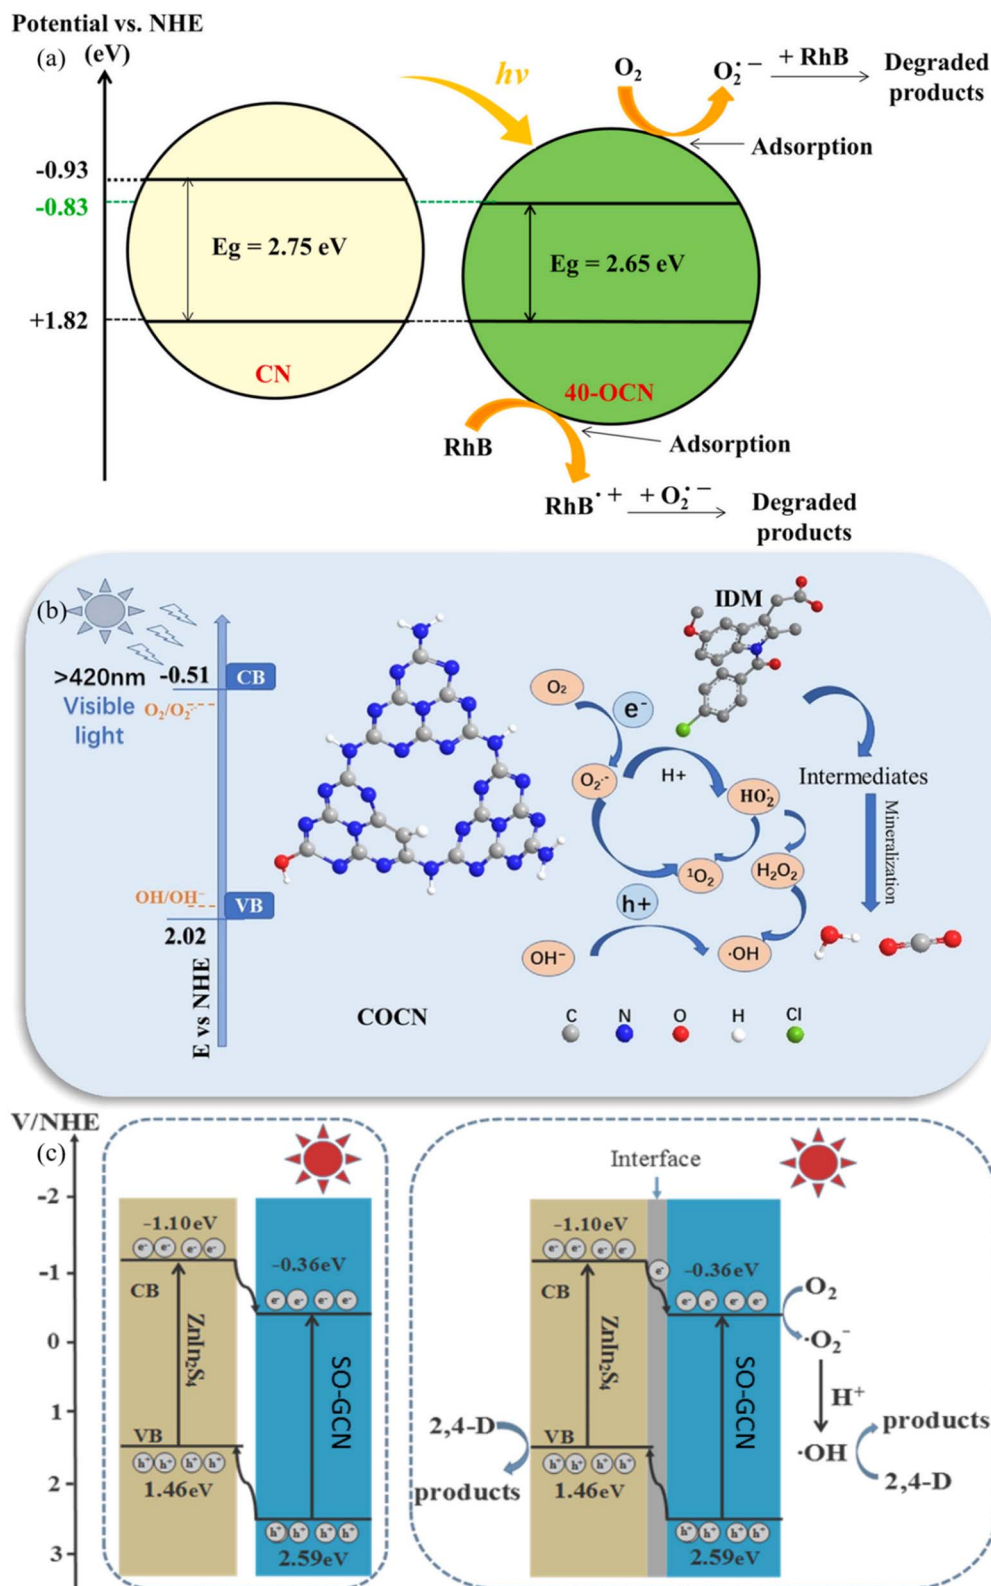 Potential vs. NHE
(a) (eV)
hν
O₂ O₂˙⁻ + RhB Degraded
products
Adsorption
-0.93
-0.83
Eg = 2.75 eV
Eg = 2.65 eV
+1.82
CN
40-OCN
RhB
Adsorption
RhB˙⁺ + O₂˙⁻ Degraded
products
(b)
>420nm
Visible
light
-0.51 CB
O₂/O₂˙⁻
OH/OH⁻ VB
2.02
E vs NHE
COCN
IDM
O₂
e⁻
O₂·⁻
H+
HO₂˙
¹O₂
H₂O₂
h+
OH⁻
·OH
Intermediates
Mineralization
C N O H Cl
V/NHE
(c)
-2
-1
0
1
2
3
-1.10eV
e⁻ e⁻ e⁻ e⁻
CB
ZnIn₂S₄
VB
h⁺ h⁺ h⁺ h⁺
1.46eV
-0.36eV
e⁻ e⁻ e⁻ e⁻
SO-GCN
h⁺ h⁺ h⁺ h⁺
2.59eV
Interface
-1.10eV
e⁻ e⁻ e⁻ e⁻
e⁻
CB
ZnIn₂S₄
VB
h⁺ h⁺ h⁺ h⁺
1.46eV
2,4-D
products
-0.36eV
e⁻ e⁻ e⁻ e⁻
SO-GCN
h⁺ h⁺ h⁺ h⁺
2.59eV
O₂
·O₂⁻
H⁺
·OH
products
2,4-D